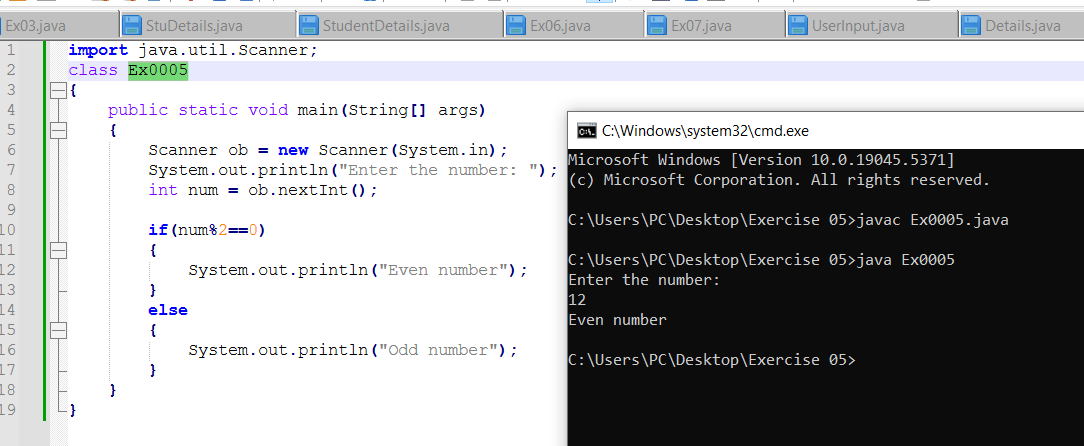 Ex03.java StuDetails.java StudentDetails.java Ex06.java Ex07.java UserInput.java Details.java
1 import java.util.Scanner;
2 class Ex0005
3 {
4 public static void main(String[] args)
5 {
6 Scanner ob = new Scanner(System.in);
7 System.out.println("Enter the number: ");
8 int num = ob.nextInt();
9
10 if(num%2==0)
11 {
12 System.out.println("Even number");
13 }
14 else
15 {
16 System.out.println("Odd number");
17 }
18 }
19 }
C:\Windows\system32\cmd.exe
Microsoft Windows [Version 10.0.19045.5371]
(c) Microsoft Corporation. All rights reserved.
C:\Users\PC\Desktop\Exercise 05>javac Ex0005.java
C:\Users\PC\Desktop\Exercise 05>java Ex0005
Enter the number:
12
Even number
C:\Users\PC\Desktop\Exercise 05>